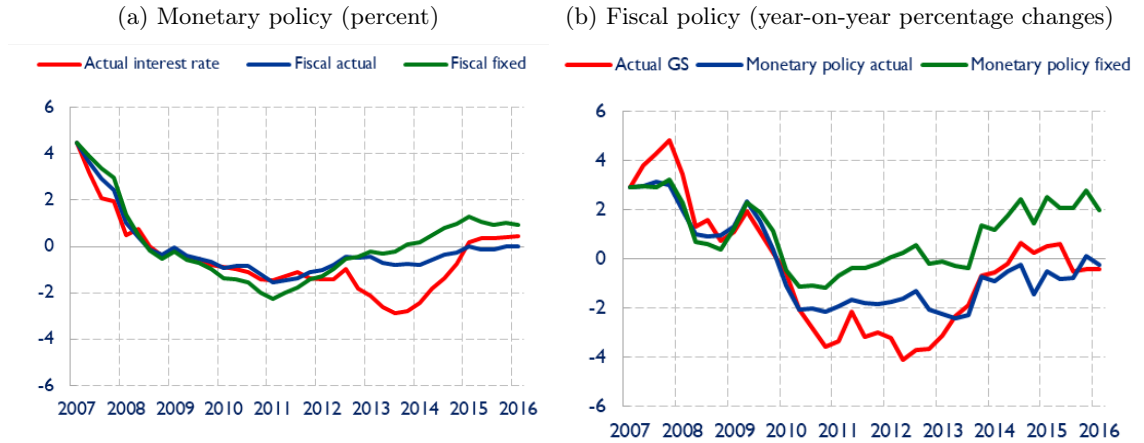 (a) Monetary policy (percent)
Actual interest rate Fiscal actual Fiscal fixed
6
4
2
0
-2
-4
-6
2007 2008 2009 2010 2011 2012 2013 2014 2015 2016
(b) Fiscal policy (year-on-year percentage changes)
Actual GS Monetary policy actual Monetary policy fixed
6
4
2
0
-2
-4
-6
2007 2008 2009 2010 2011 2012 2013 2014 2015 2016